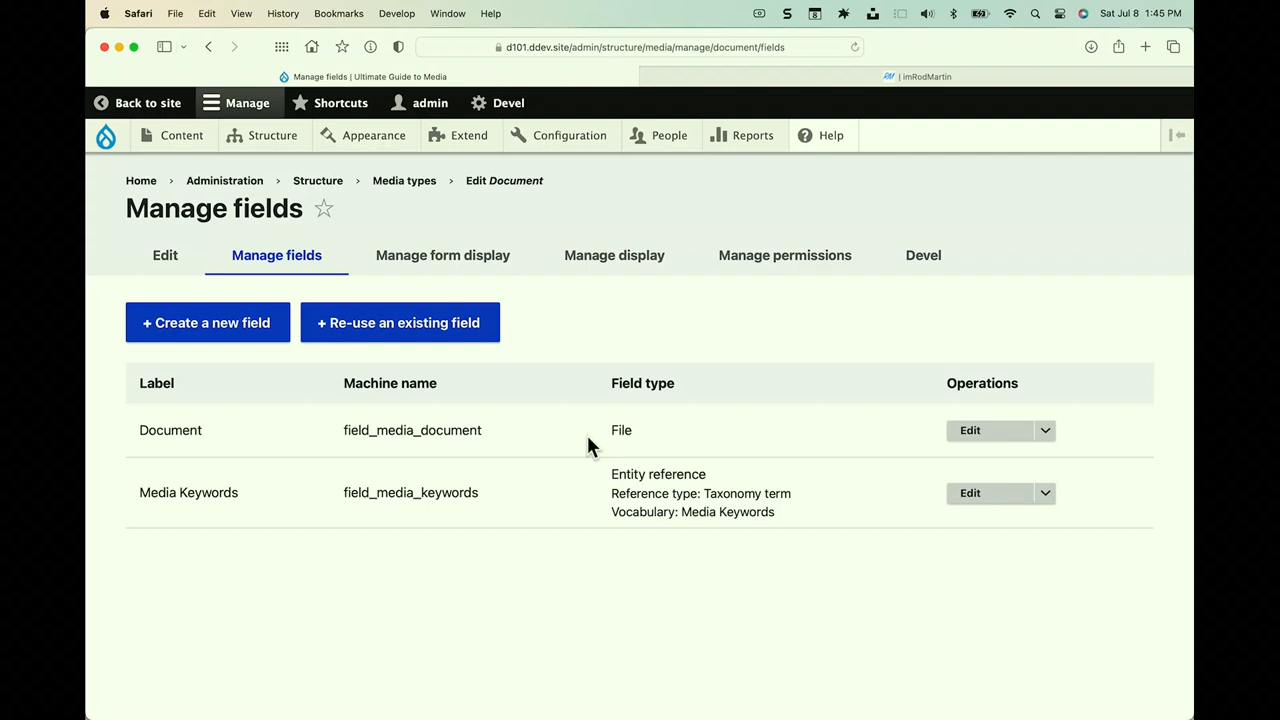 Safari File Edit View History Bookmarks Develop Window Help 8 Sat Jul 8 1:45 PM
d101.ddev.site/admin/structure/media/manage/document/fields
Manage fields | Ultimate Guide to Media RM | imRodMartin
Back to site Manage Shortcuts admin Devel
Content Structure Appearance Extend Configuration People Reports Help
Home › Administration › Structure › Media types › Edit Document
Manage fields
Edit Manage fields Manage form display Manage display Manage permissions Devel
+ Create a new field + Re-use an existing field
Label Machine name Field type Operations
Document field_media_document File Edit
Entity reference
Media Keywords field_media_keywords Reference type: Taxonomy term Edit
Vocabulary: Media Keywords